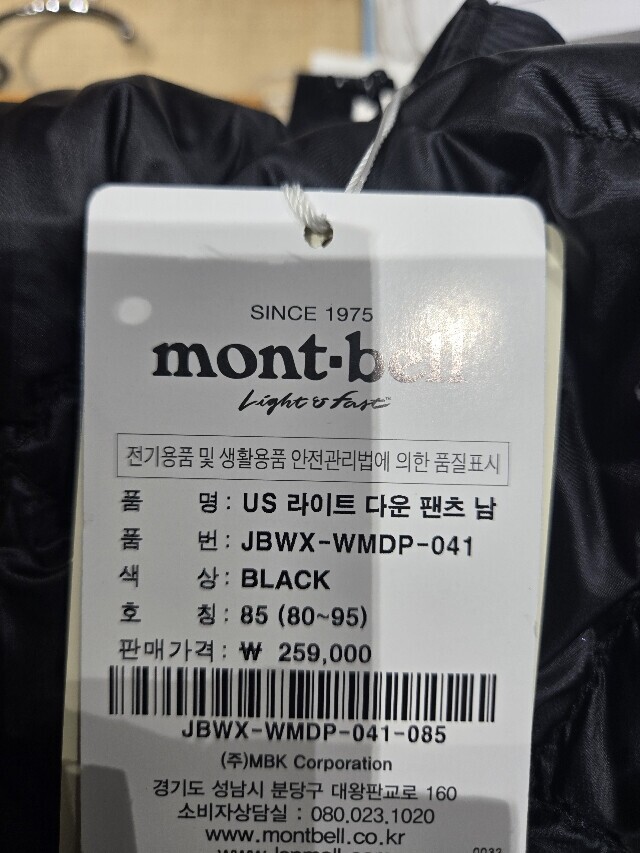 SINCE 1975
mont-bell
Light & Fast™
전기용품 및 생활용품 안전관리법에 의한 품질표시
품 명 : US 라이트 다운 팬츠 남
품 번 : JBWX-WMDP-041
색 상 : BLACK
호 칭 : 85 (80~95)
판매가격 : ₩ 259,000
JBWX-WMDP-041-085
(주)MBK Corporation
경기도 성남시 분당구 대왕판교로 160
소비자상담실 : 080.023.1020
www.montbell.co.kr